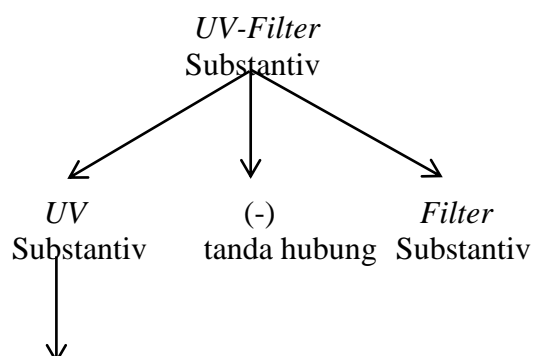 UV-Filter
Substantiv
UV (-) Filter
Substantiv tanda hubung Substantiv